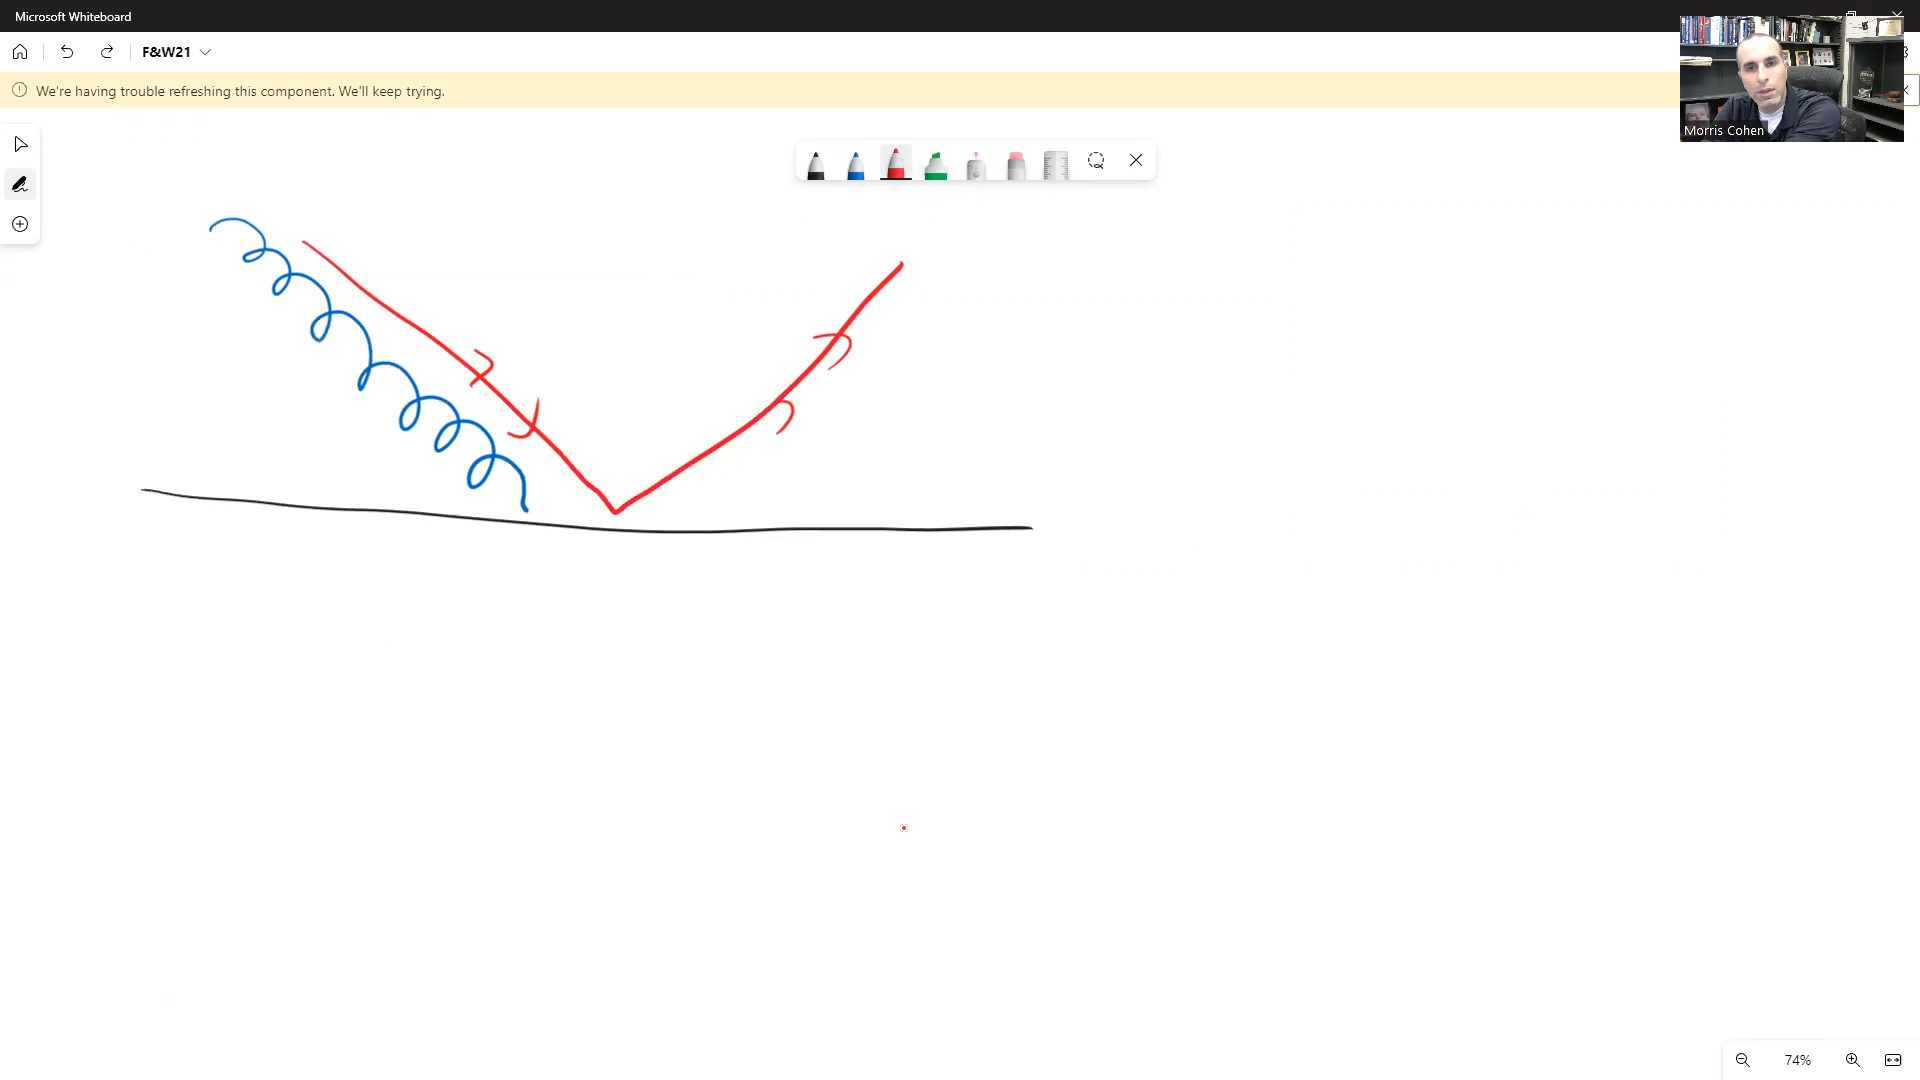 Microsoft Whiteboard
F&W21
We're having trouble refreshing this component. We'll keep trying.
Morris Cohen
74%